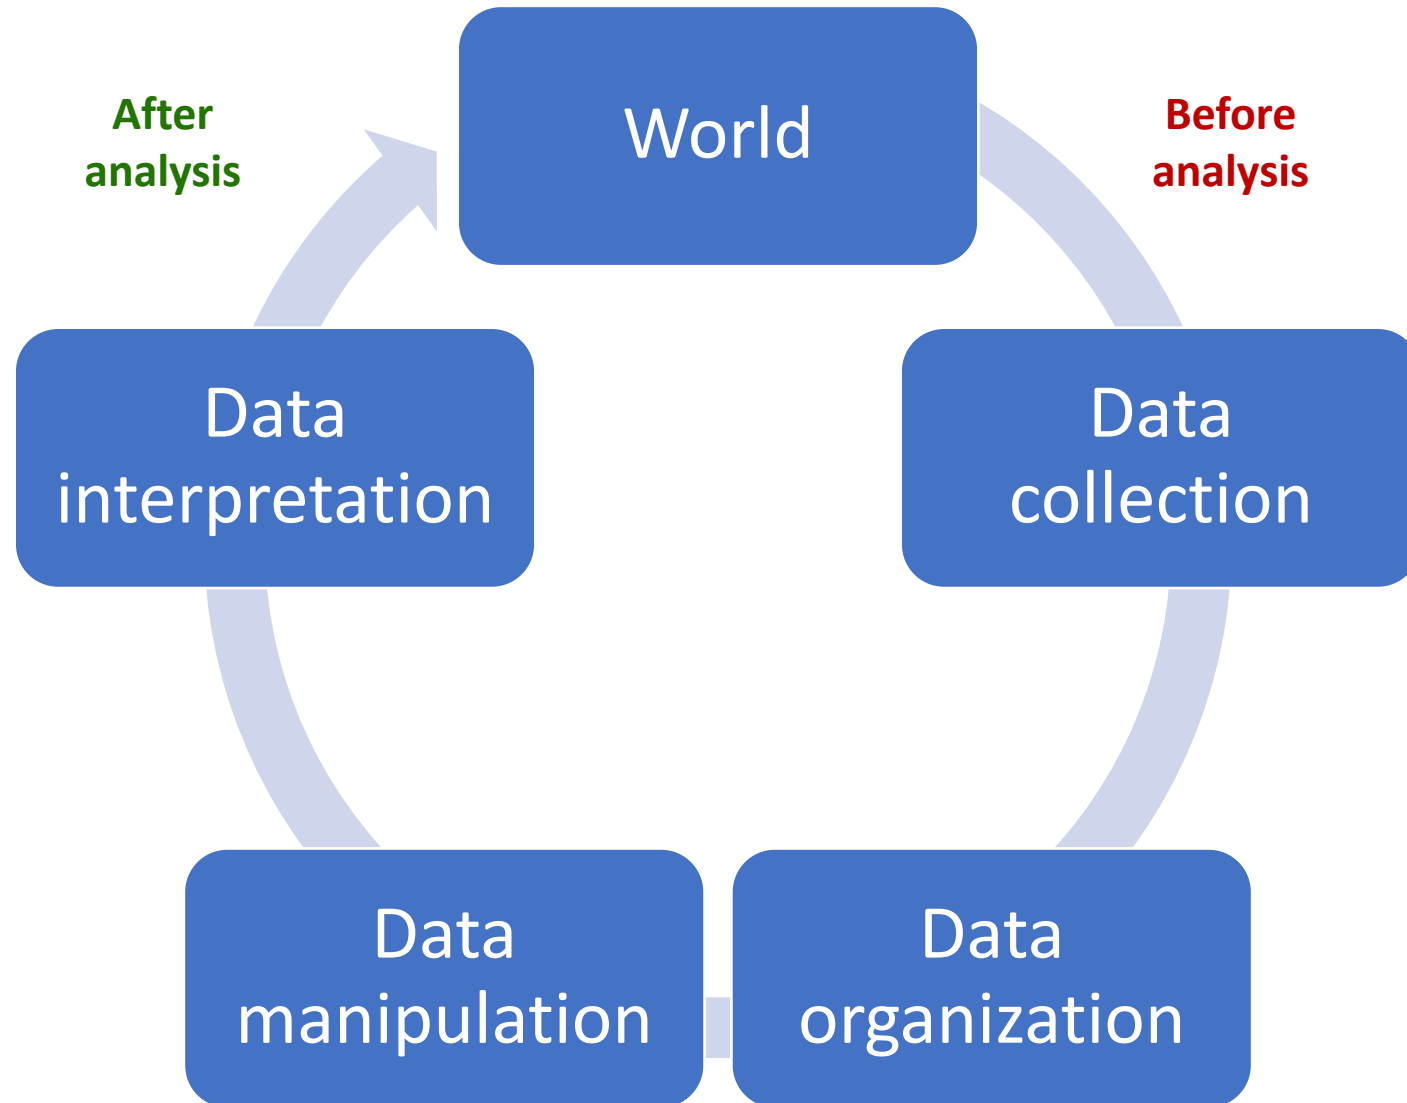 World
Before
analysis
Data
collection
Data
organization
Data
manipulation
Data
interpretation
After
analysis